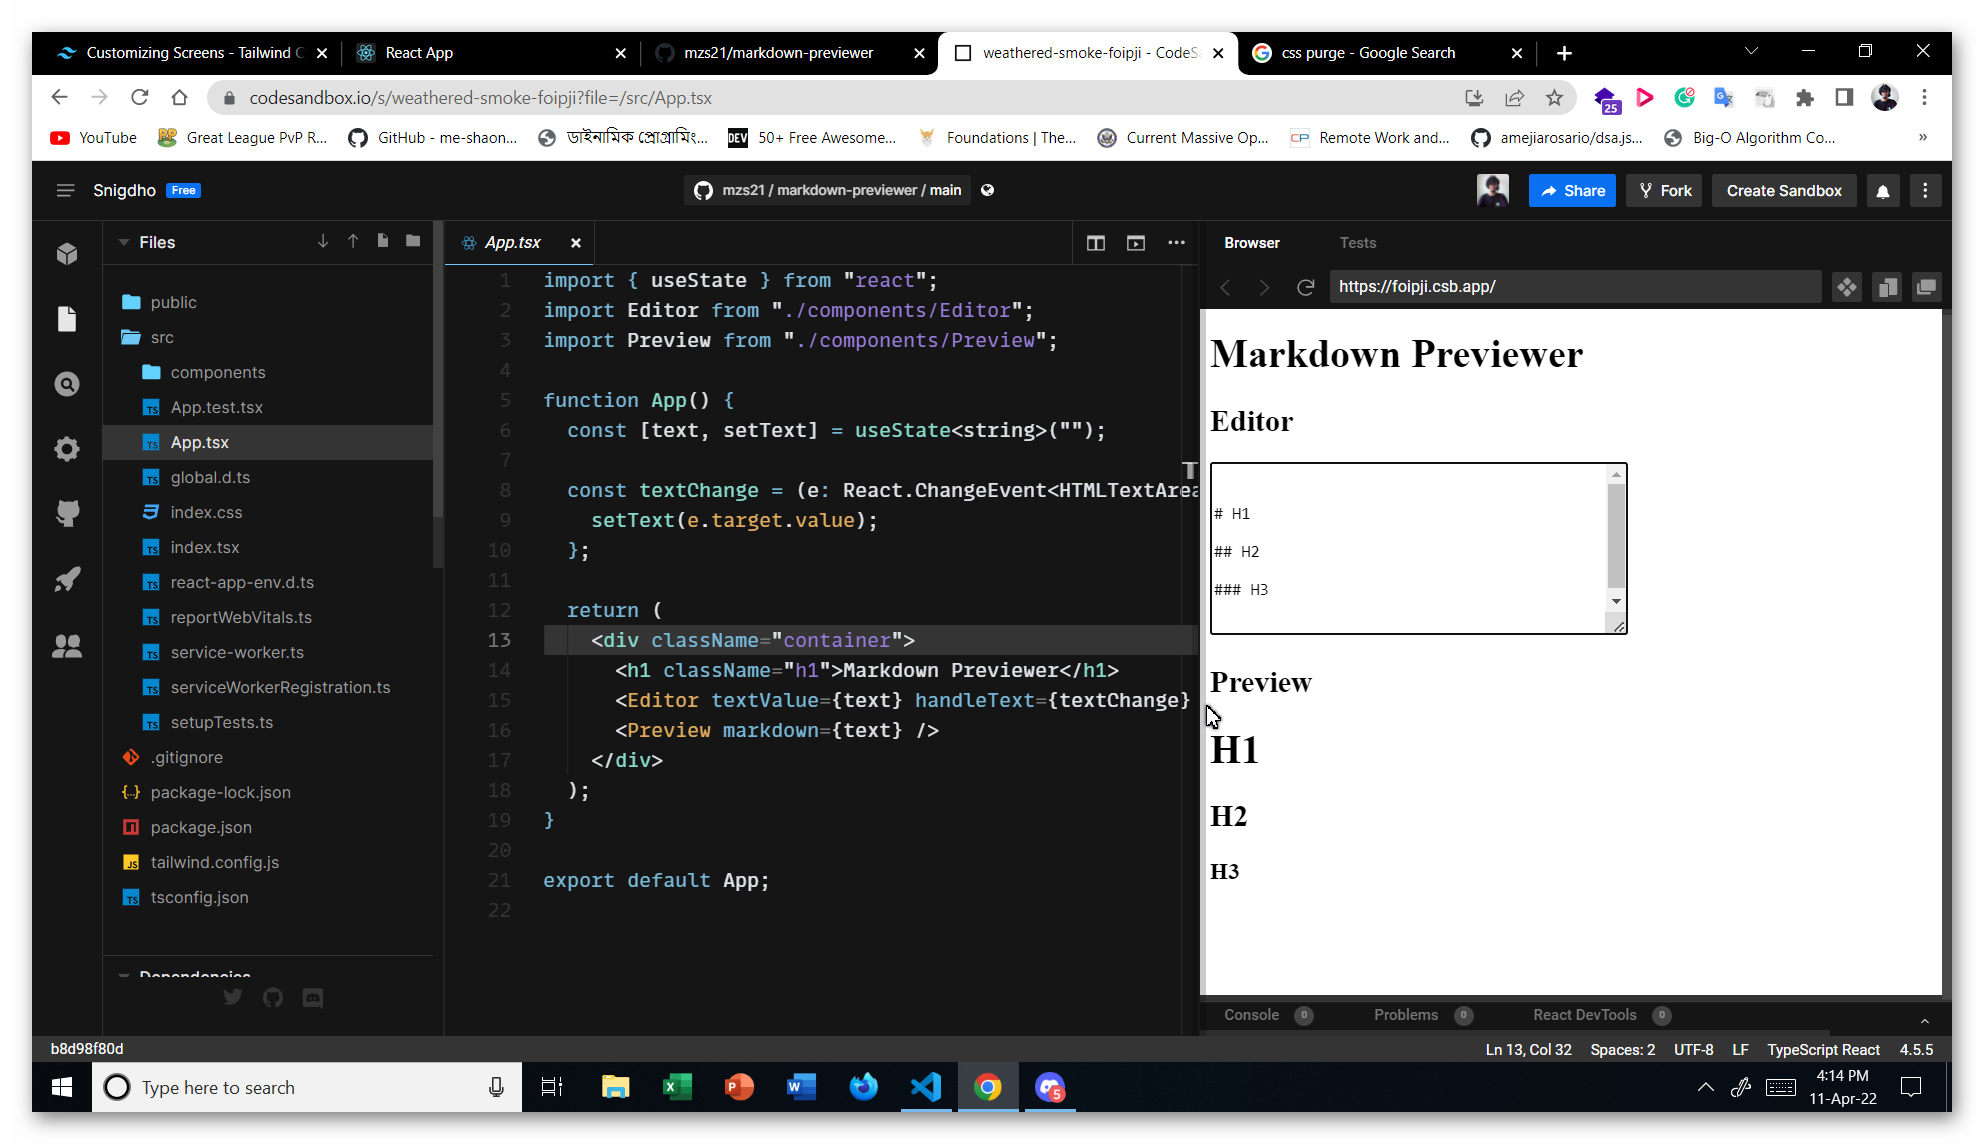 Customizing Screens - Tailwind C
React App
mzs21/markdown-previewer
weathered-smoke-foipji - CodeS
css purge - Google Search
codesandbox.io/s/weathered-smoke-foipji?file=/src/App.tsx
25
YouTube
Great League PvP R...
GitHub - me-shaon...
ডাইনামিক প্রোগ্রামিং...
DEV
50+ Free Awesome...
Foundations | The...
Current Massive Op...
CP
Remote Work and...
amejiarosario/dsa.js...
Big-O Algorithm Co...
»
Snigdho
Free
mzs21 / markdown-previewer / main
Share
Fork
Create Sandbox
Files
public
src
components
App.test.tsx
App.tsx
global.d.ts
index.css
index.tsx
react-app-env.d.ts
reportWebVitals.ts
service-worker.ts
serviceWorkerRegistration.ts
setupTests.ts
.gitignore
package-lock.json
package.json
tailwind.config.js
tsconfig.json
Dependencies
App.tsx
1 import { useState } from "react";
2 import Editor from "./components/Editor";
3 import Preview from "./components/Preview";
4
5 function App() {
6 const [text, setText] = useState<string>("");
7
8 const textChange = (e: React.ChangeEvent<HTMLTextArea
9 setText(e.target.value);
10 };
11
12 return (
13 <div className="container">
14 <h1 className="h1">Markdown Previewer</h1>
15 <Editor textValue={text} handleText={textChange}
16 <Preview markdown={text} />
17 </div>
18 );
19 }
20
21 export default App;
22
Browser
Tests
https://foipji.csb.app/
Markdown Previewer
Editor
# H1
## H2
### H3
Preview
H1
H2
H3
Console 0
Problems 0
React DevTools 0
b8d98f80d
Ln 13, Col 32
Spaces: 2
UTF-8
LF
TypeScript React
4.5.5
Type here to search
5
4:14 PM
11-Apr-22